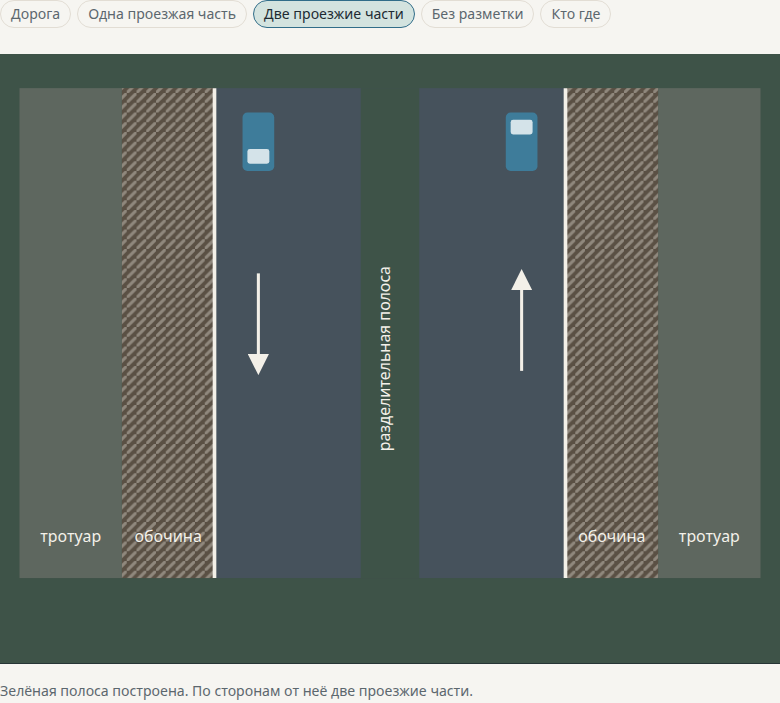 Дорога
Одна проезжая часть
Две проезжие части
Без разметки
Кто где
разделительная полоса
тротуар
обочина
обочина
тротуар
Зелёная полоса построена. По сторонам от неё две проезжие части.